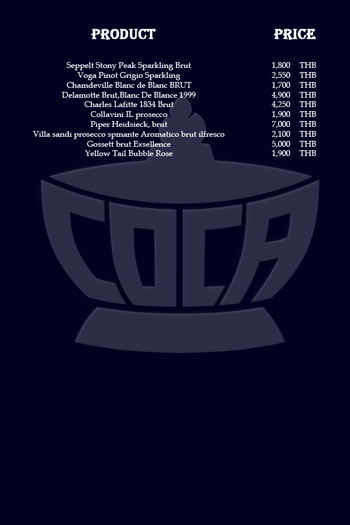 PRODUCT PRICE
Seppelt Stony Peak Sparkling Brut 1,800 THB
Voga Pinot Grigio Sparkling 2,550 THB
Chamdeville Blanc de Blanc BRUT 1,700 THB
Delamotte Brut,Blanc De Blance 1999 4,900 THB
Charles Lafitte 1834 Brut 4,250 THB
Collavini IL prosecco 1,900 THB
Piper Heidsieck, brut 7,000 THB
Villa sandi prosecco spmante Aromatico brut ilfresco 2,100 THB
Gossett brut Exsellence 5,000 THB
Yellow Tail Bubble Rose 1,900 THB
COCA